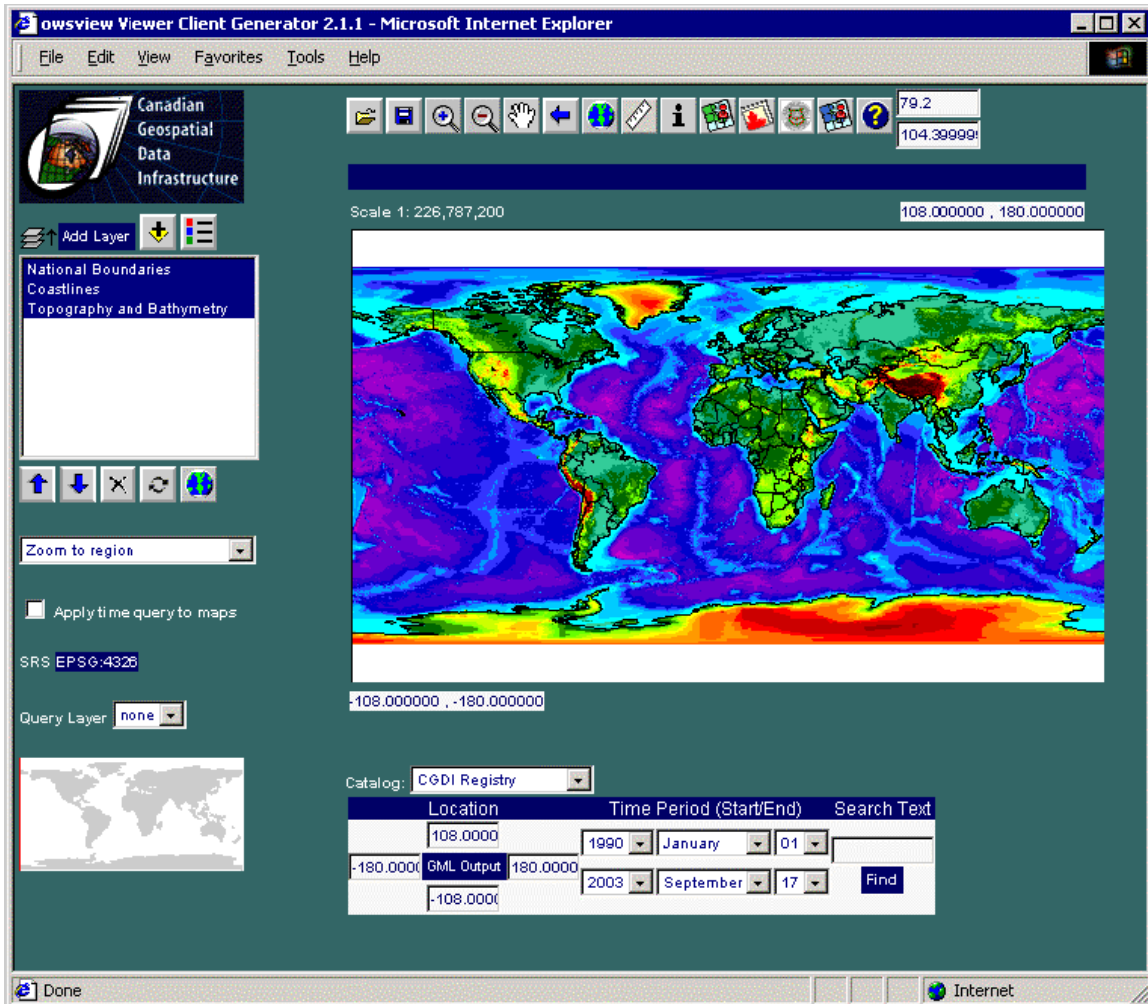 owsview Viewer Client Generator 2.1.1 - Microsoft Internet Explorer
File Edit View Favorites Tools Help
Canadian
Geospatial
Data
Infrastructure
79.2
104.39999
Scale 1: 226,787,200
108.000000 , 180.000000
Add Layer
National Boundaries
Coastlines
Topography and Bathymetry
Zoom to region
Apply time query to maps
SRS EPSG:4326
Query Layer none
-108.000000 , -180.000000
Catalog: CGDI Registry
Location Time Period (Start/End) Search Text
108.0000
1990 January 01
-180.0000 GML Output 180.0000
2003 September 17 Find
-108.0000
Done Internet